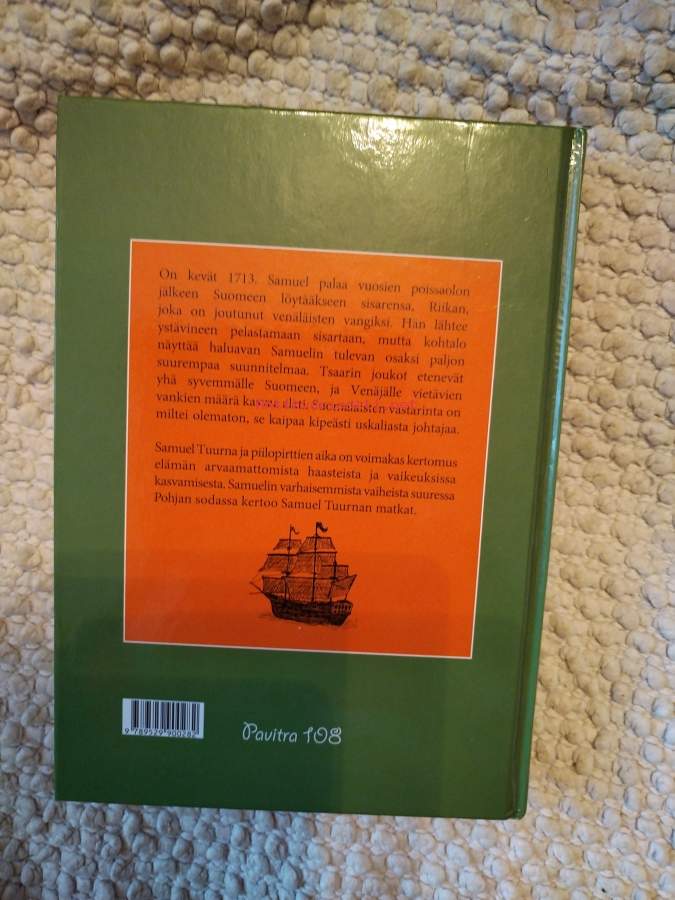 On kevät 1713. Samuel palaa vuosien poissaolon
jälkeen Suomeen löytääkseen sisarensa, Riikan,
joka on joutunut venäläisten vangiksi. Hän lähtee
ystävineen pelastamaan sisartaan, mutta kohtalo
näyttää haluavan Samuelin tulevan osaksi paljon
suurempaa suunnitelmaa. Tsaarin joukot etenevät
yhä syvemmälle Suomeen, ja Venäjälle vietävien
vankien määrä kasvaa Suomalaisten vastarinta on
miltei olematon, se kaipaa kipeästi uskaliasta johtajaa.
Samuel Tuurna ja piilopirttien aika on voimakas kertomus
elämän arvaamattomista haasteista ja vaikeuksissa
kasvamisesta. Samuelin varhaisemmista vaiheista suuressa
Pohjan sodassa kertoo Samuel Tuurnan matkat.
9 789529 900282
Pavitra 108